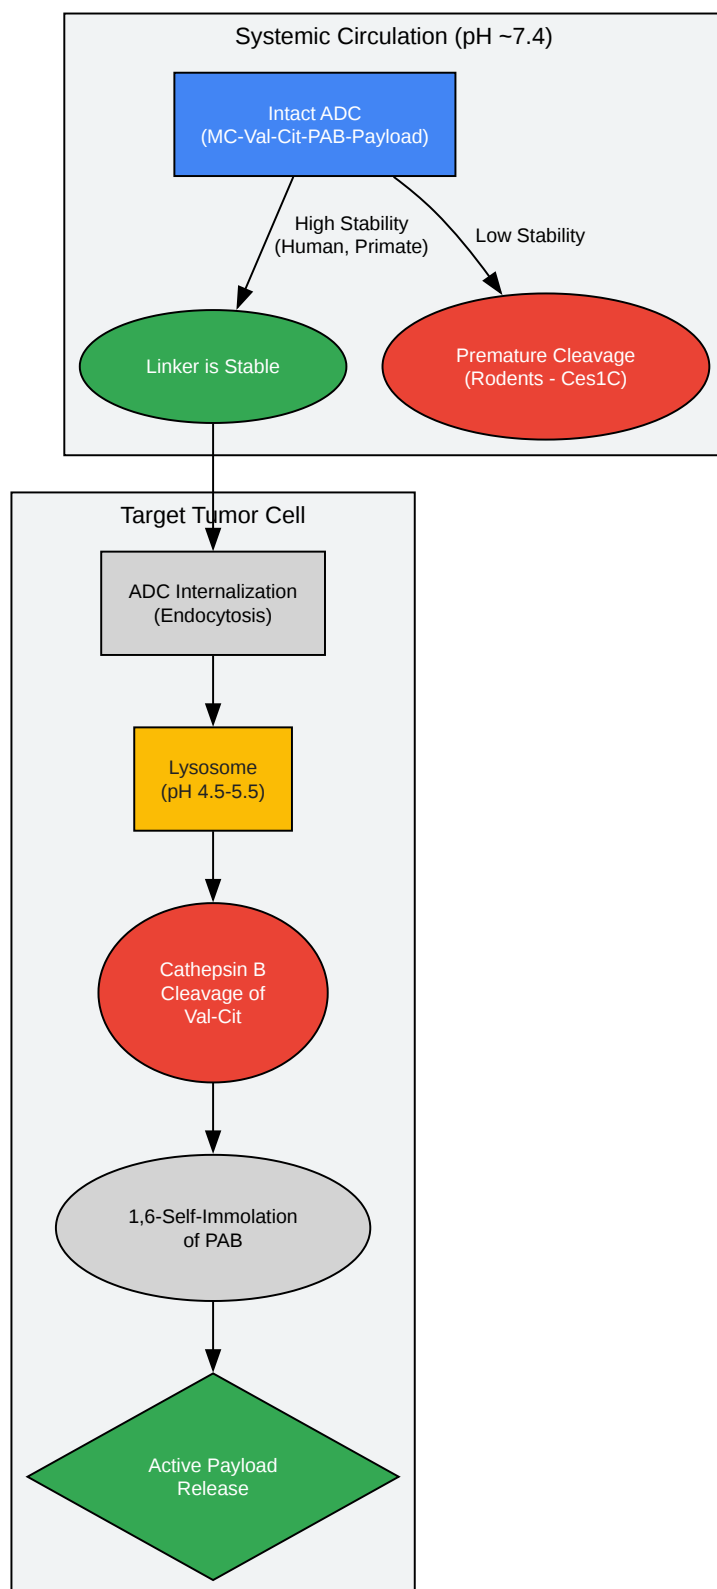 Systemic Circulation (pH ~7.4)
Intact ADC
(MC-Val-Cit-PAB-Payload)
High Stability
(Human, Primate)
Low Stability
Linker is Stable
Premature Cleavage
(Rodents - Ces1C)
Target Tumor Cell
ADC Internalization
(Endocytosis)
Lysosome
(pH 4.5-5.5)
Cathepsin B
Cleavage of
Val-Cit
1,6-Self-Immolation
of PAB
Active Payload
Release